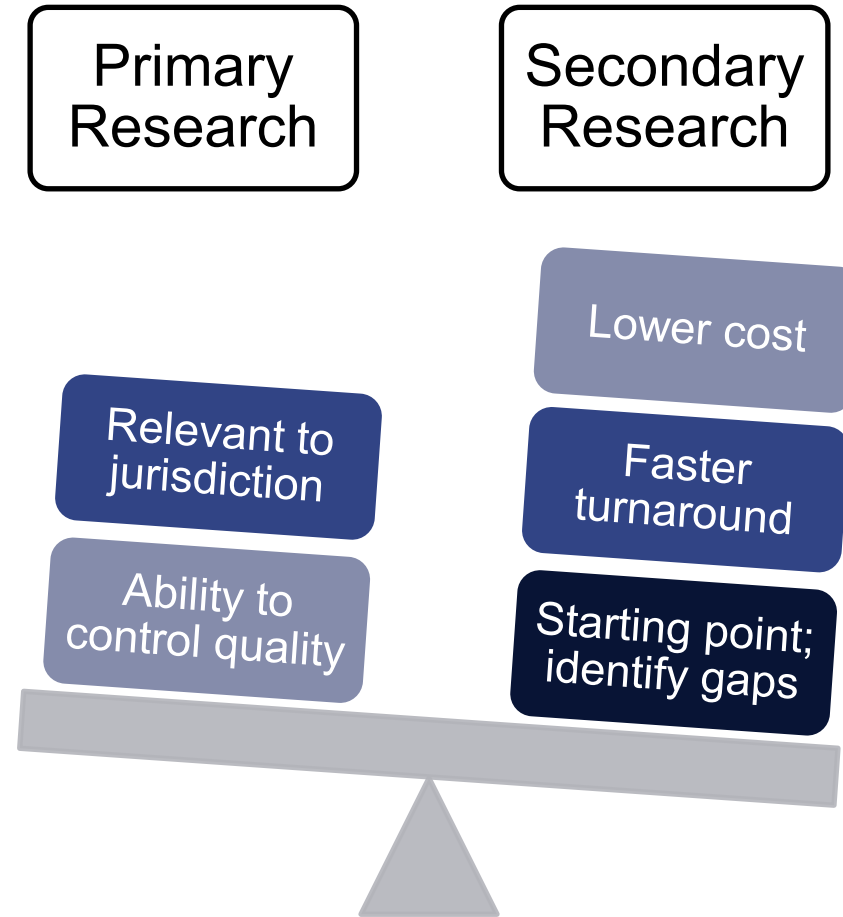 Primary
Research
Secondary
Research
Relevant to
jurisdiction
Ability to
control quality
Lower cost
Faster
turnaround
Starting point;
identify gaps